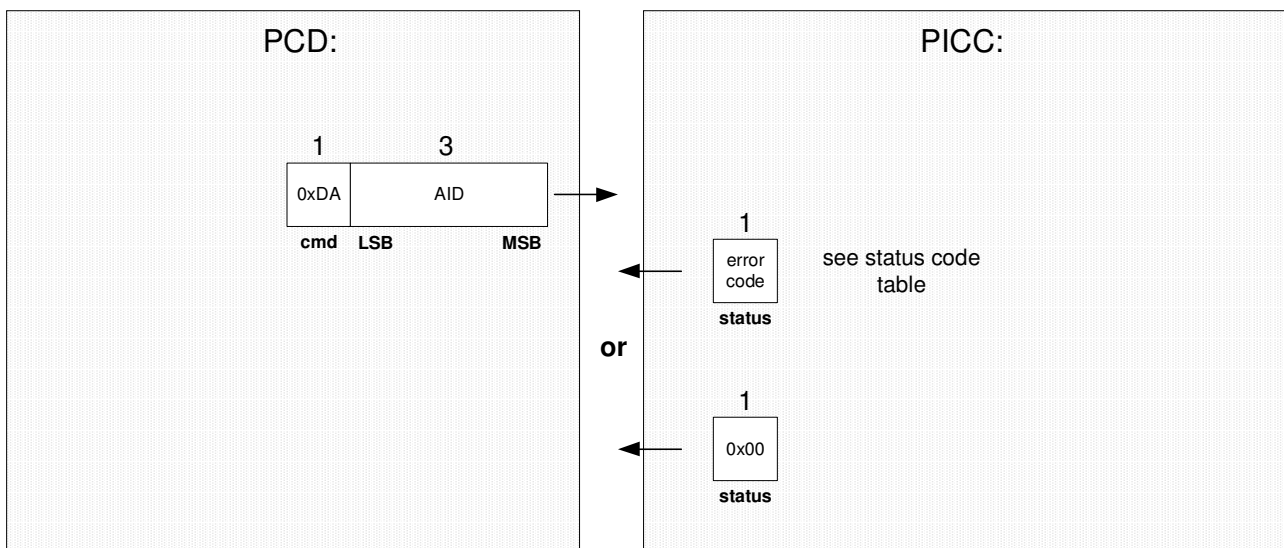 PCD:
1 3
0xDA AID
cmd LSB MSB
or
PICC:
1
error
code
status
see status code
table
1
0x00
status